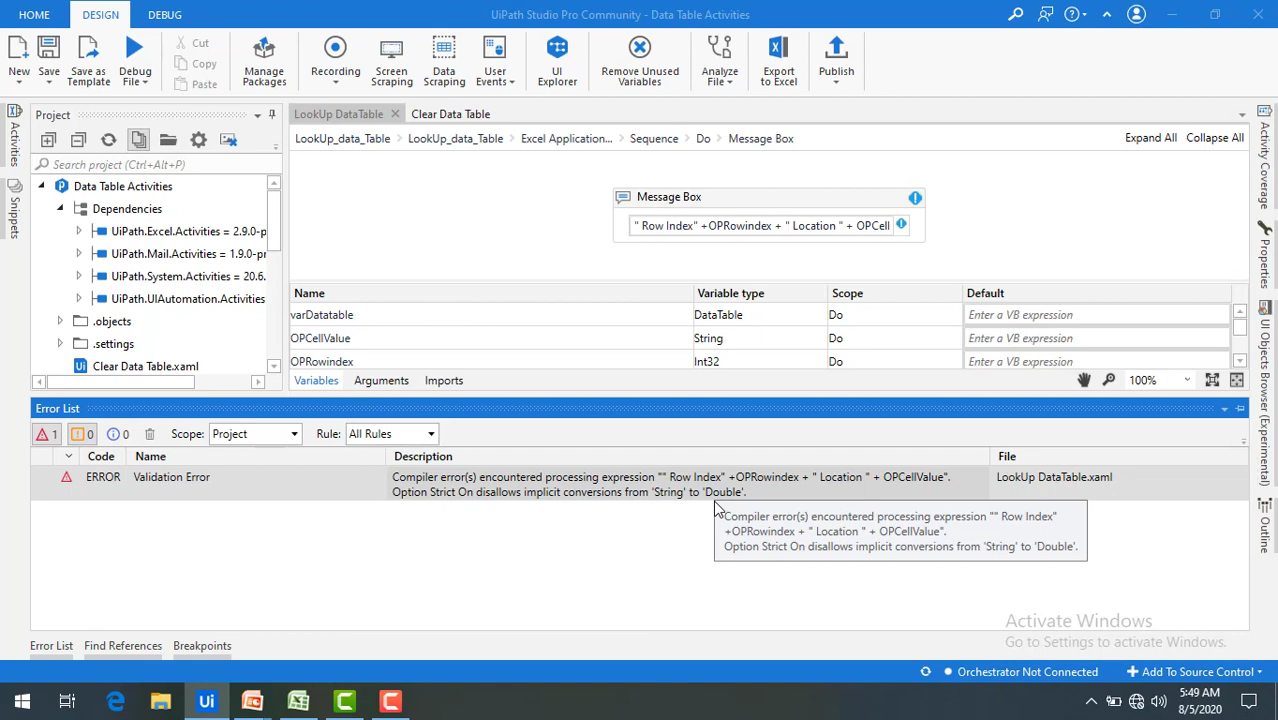 HOME
DESIGN
DEBUG
UiPath Studio Pro Community - Data Table Activities
New
Save
Save as
Template
Debug
File
Cut
Copy
Paste
Manage
Packages
Recording
Screen
Scraping
Data
Scraping
User
Events
UI
Explorer
Remove Unused
Variables
Analyze
File
Export
to Excel
Publish
Activities
Snippets
Project
Search project (Ctrl+Alt+P)
Data Table Activities
Dependencies
UiPath.Excel.Activities = 2.9.0-p
UiPath.Mail.Activities = 1.9.0-pr
UiPath.System.Activities = 20.6.
UiPath.UIAutomation.Activities
.objects
.settings
Clear Data Table.xaml
LookUp DataTable
Clear Data Table
LookUp_data_Table
LookUp_data_Table
Excel Application...
Sequence
Do
Message Box
Expand All
Collapse All
Message Box
" Row Index" +OPRowindex + " Location " + OPCell
Name
Variable type
Scope
Default
varDatatable
DataTable
Do
Enter a VB expression
OPCellValue
String
Do
Enter a VB expression
OPRowindex
Int32
Do
Enter a VB expression
Variables
Arguments
Imports
100%
Activity Coverage
Properties
UI Objects Browser (Experimental)
Outline
Error List
1
0
0
Scope:
Project
Rule:
All Rules
Code
Name
Description
File
ERROR
Validation Error
Compiler error(s) encountered processing expression "" Row Index" +OPRowindex + " Location " + OPCellValue".
Option Strict On disallows implicit conversions from 'String' to 'Double'.
LookUp DataTable.xaml
Compiler error(s) encountered processing expression "" Row Index"
+OPRowindex + " Location " + OPCellValue".
Option Strict On disallows implicit conversions from 'String' to 'Double'.
Activate Windows
Go to Settings to activate Windows.
Error List
Find References
Breakpoints
Orchestrator Not Connected
Add To Source Control
Ui
5:49 AM
8/5/2020